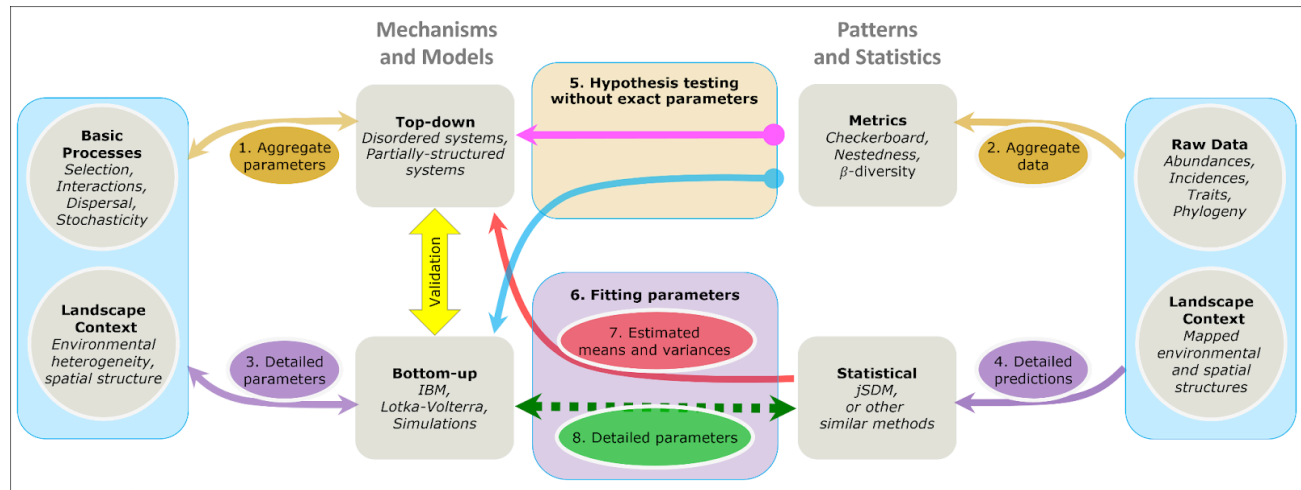 Mechanisms
and Models
Patterns
and Statistics
Basic
Processes
Selection,
Interactions,
Dispersal,
Stochasticity
Landscape
Context
Environmental
heterogeneity,
spatial structure
1. Aggregate
parameters
3. Detailed
parameters
Top-down
Disordered systems,
Partially-structured
systems
Validation
Bottom-up
IBM,
Lotka-Volterra,
Simulations
5. Hypothesis testing
without exact parameters
6. Fitting parameters
7. Estimated
means and variances
8. Detailed parameters
Metrics
Checkerboard,
Nestedness,
β-diversity
Statistical
jSDM,
or other
similar methods
2. Aggregate
data
4. Detailed
predictions
Raw Data
Abundances,
Incidences,
Traits,
Phylogeny
Landscape
Context
Mapped
environmental
and spatial
structures